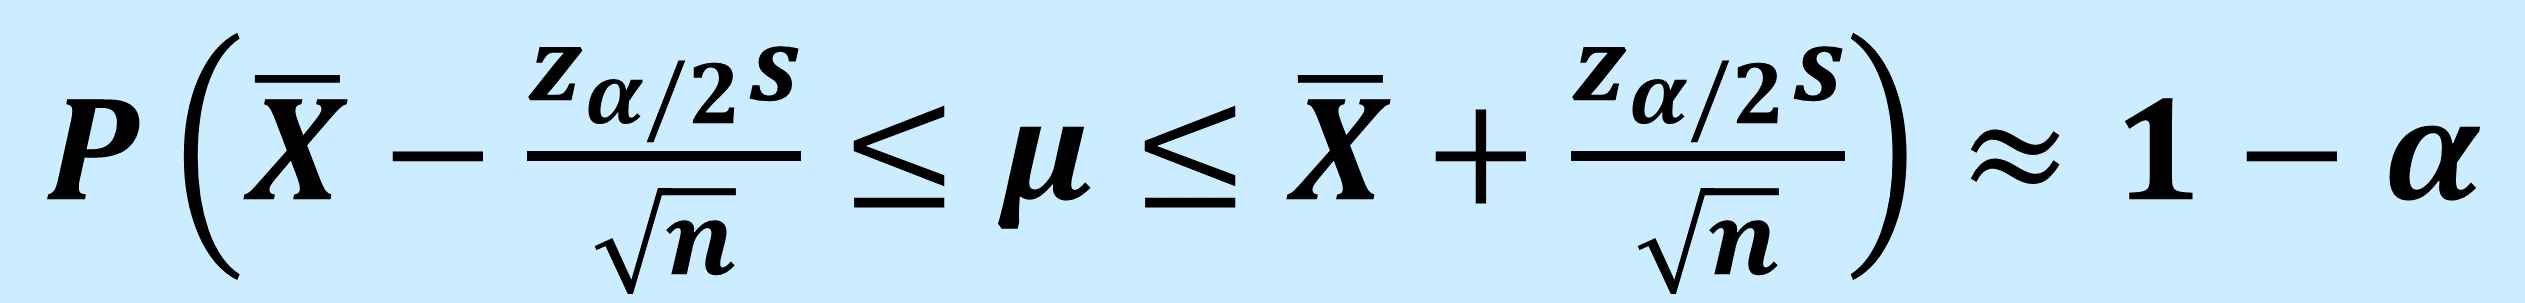 P(X̅ − z_{α/2}s/√n ≤ μ ≤ X̅ + z_{α/2}s/√n) ≈ 1 − α